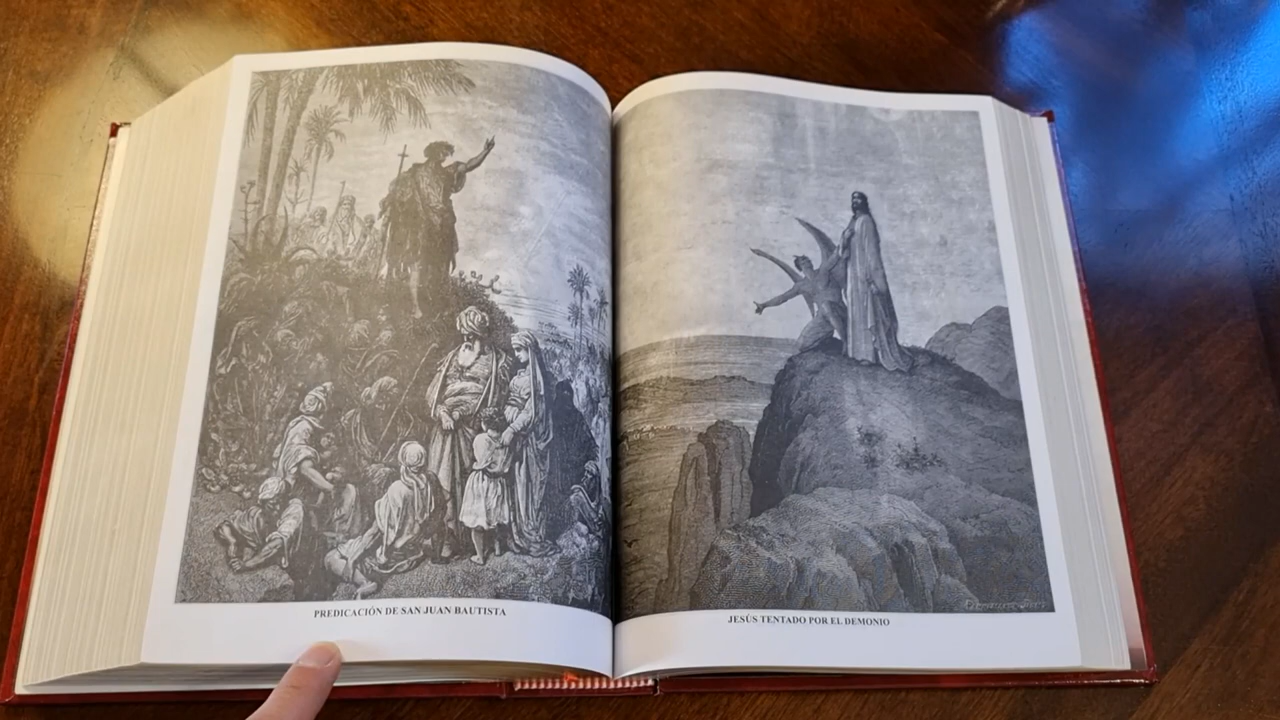 PREDICACIÓN DE SAN JUAN BAUTISTA
JESÚS TENTADO POR EL DEMONIO